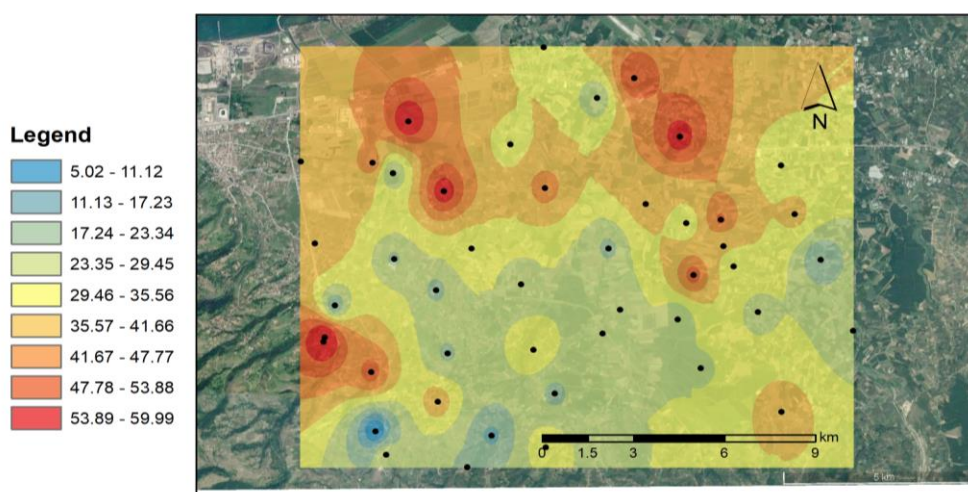 Legend
5.02 - 11.12
11.13 - 17.23
17.24 - 23.34
23.35 - 29.45
29.46 - 35.56
35.57 - 41.66
41.67 - 47.77
47.78 - 53.88
53.89 - 59.99
N
km
0 1.5 3 6 9
5 km